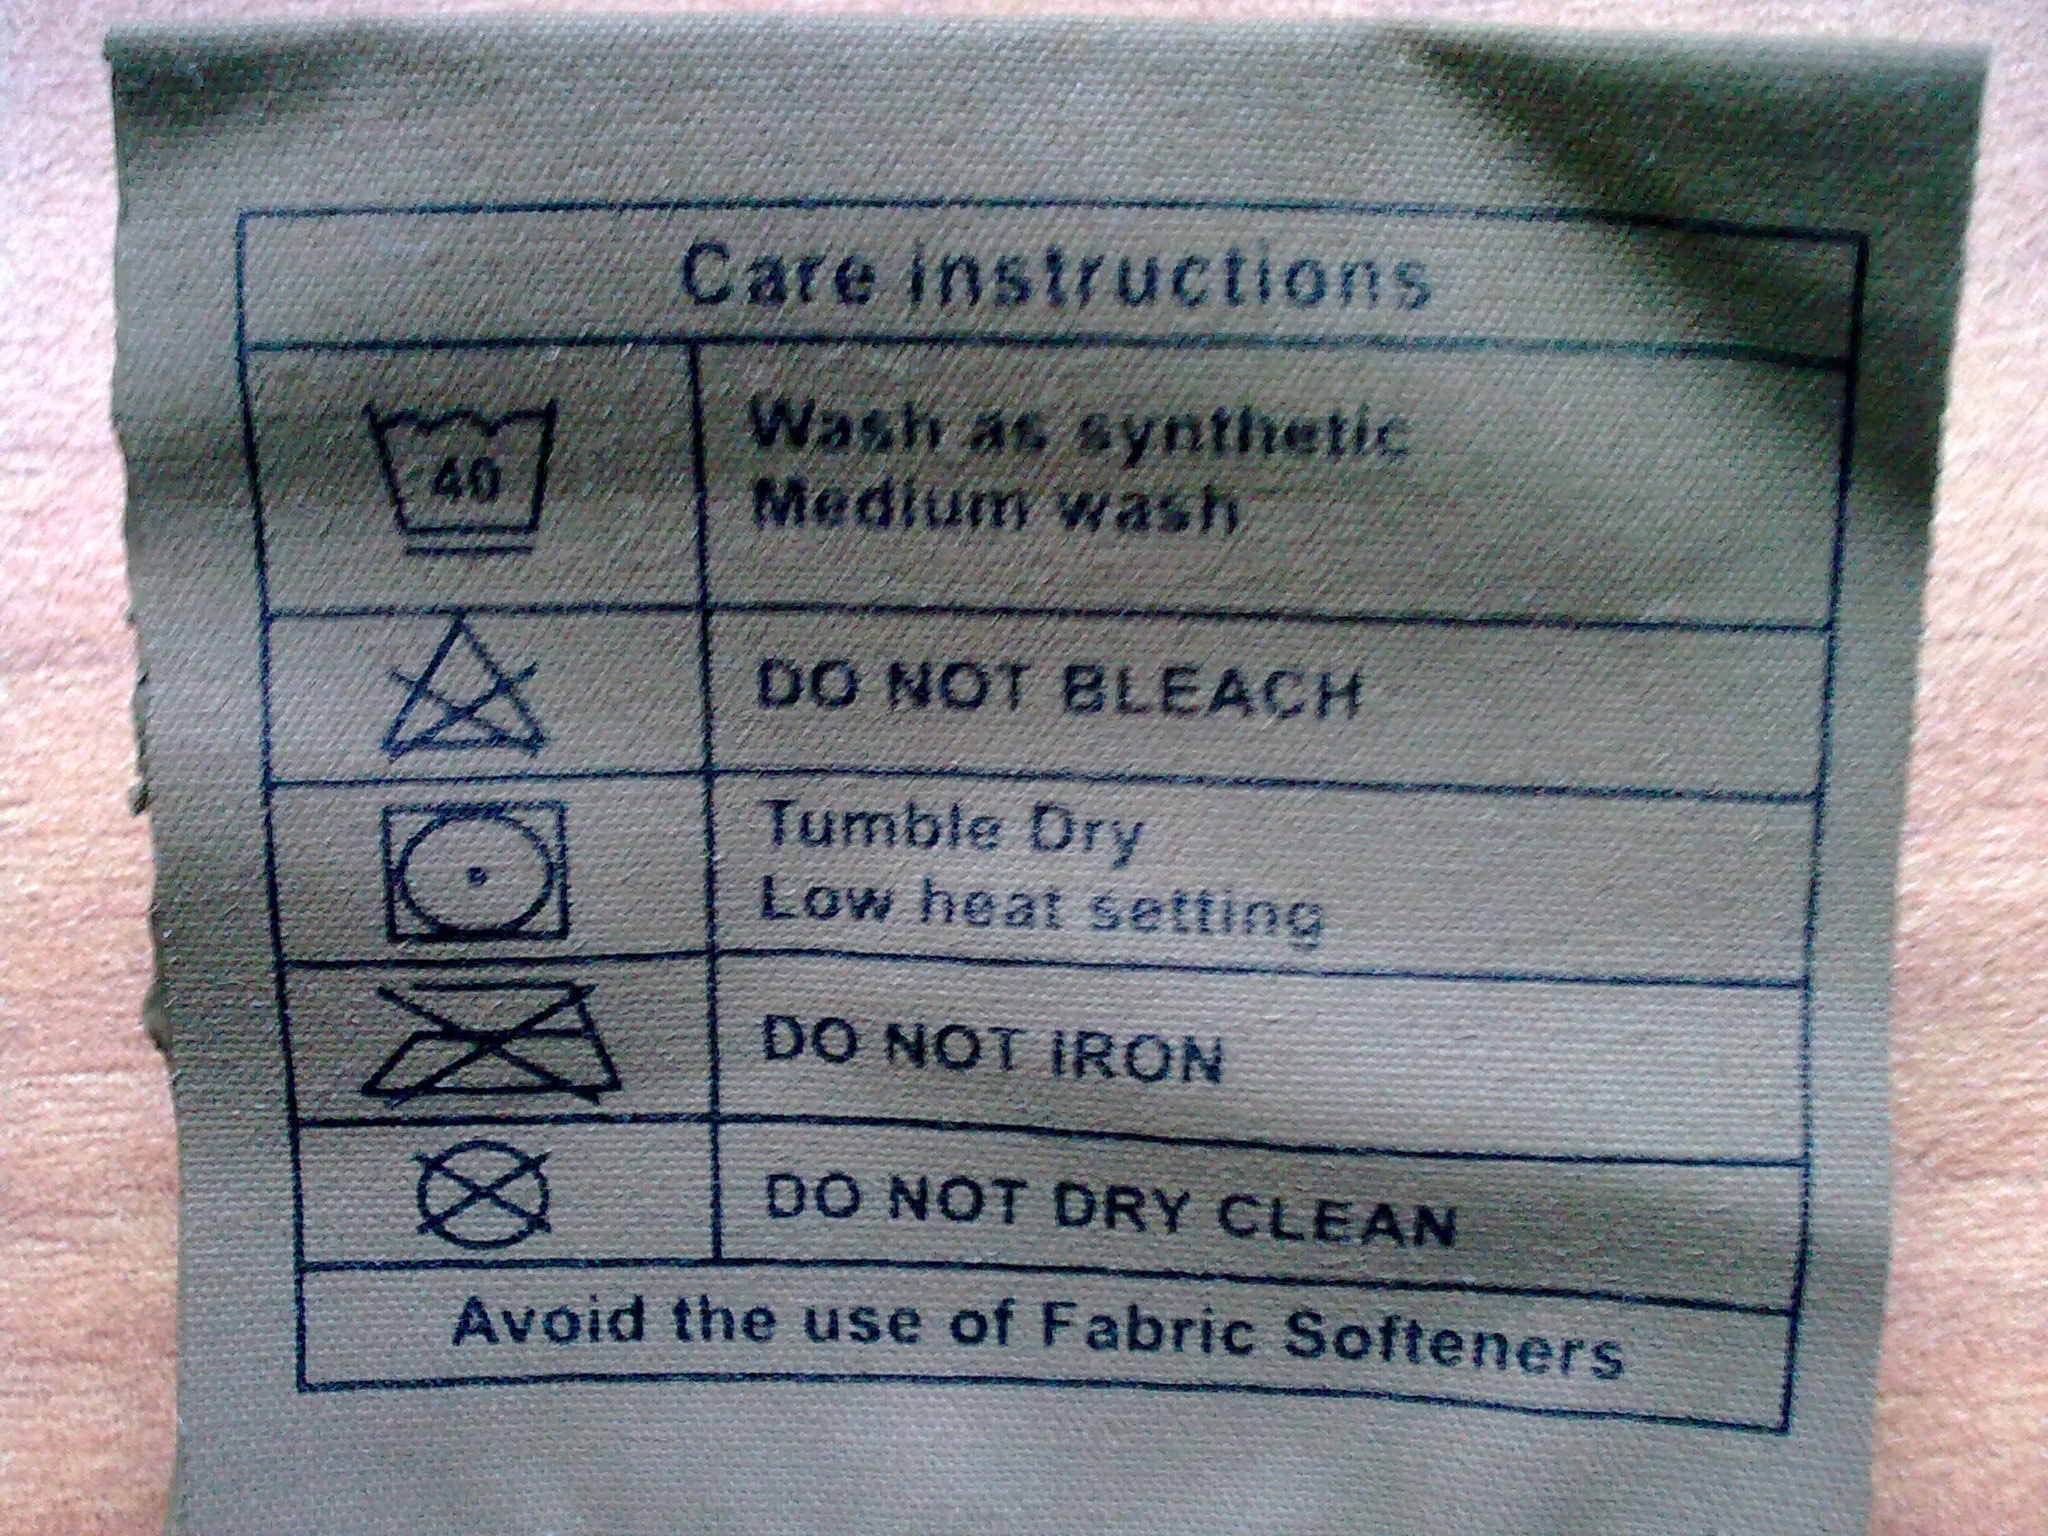 Care instructions
40
Wash as synthetic
Medium wash
DO NOT BLEACH
Tumble Dry
Low heat setting
DO NOT IRON
DO NOT DRY CLEAN
Avoid the use of Fabric Softeners